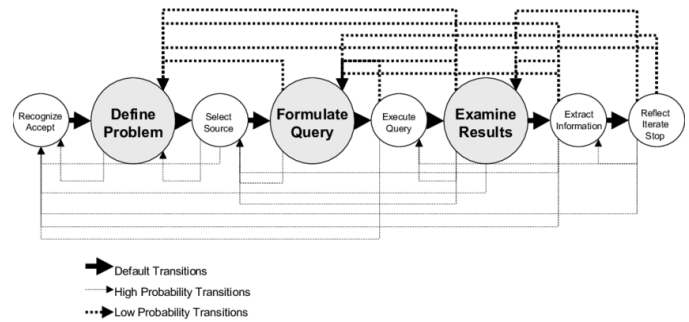 Recognize
Accept
Define
Problem
Select
Source
Formulate
Query
Execute
Query
Examine
Results
Extract
Information
Reflect
Iterate
Stop
Default Transitions
High Probability Transitions
Low Probability Transitions